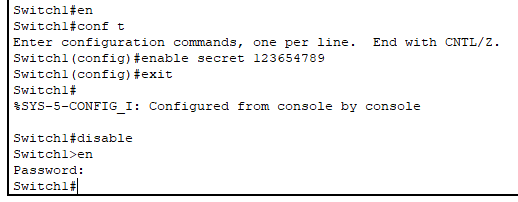 Switch1#en
Switch1#conf t
Enter configuration commands, one per line.  End with CNTL/Z.
Switch1(config)#enable secret 123654789
Switch1(config)#exit
Switch1#
%SYS-5-CONFIG_I: Configured from console by console

Switch1#disable
Switch1>en
Password:
Switch1#